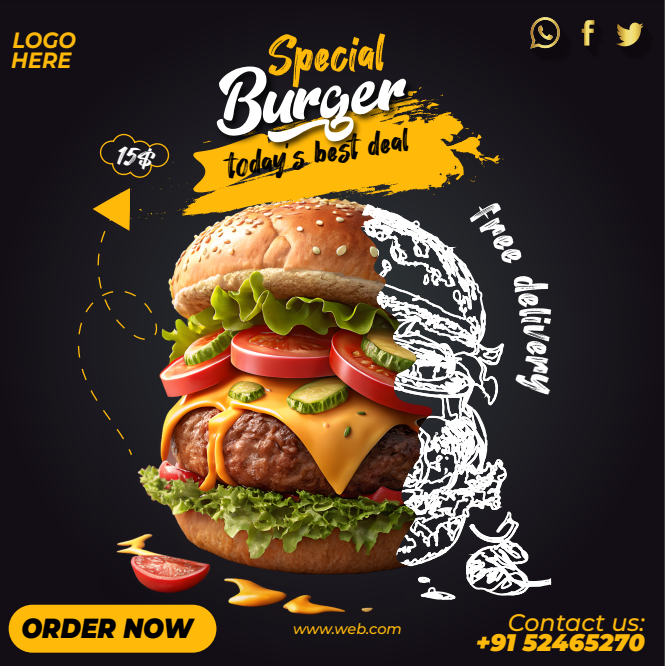 LOGO
HERE
Special
Burger
today's best deal
15$
free delivery
ORDER NOW
www.web.com
Contact us:
+91 52465270